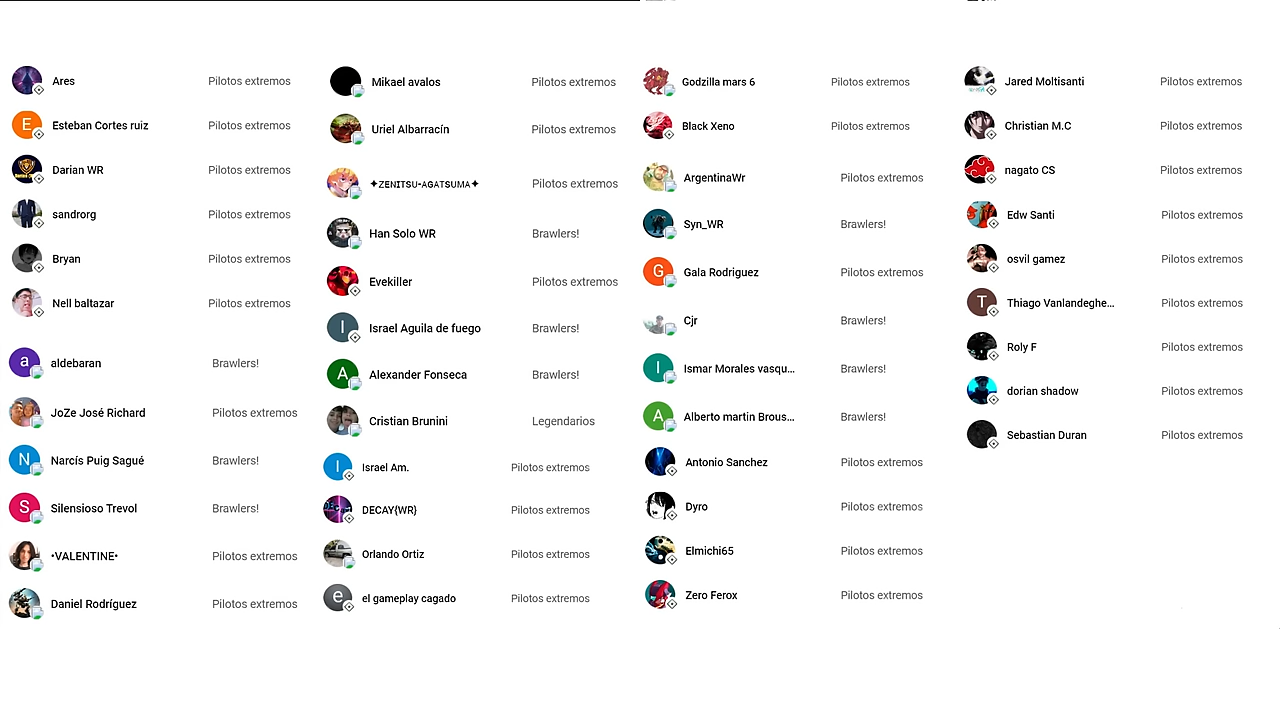 Ares Pilotos extremos
E Esteban Cortes ruiz Pilotos extremos
Darian WR Pilotos extremos
sandrorg Pilotos extremos
Bryan Pilotos extremos
Nell baltazar Pilotos extremos
a aldebaran Brawlers!
JoZe José Richard Pilotos extremos
N Narcís Puig Sagué Brawlers!
S Silensioso Trevol Brawlers!
•VALENTINE• Pilotos extremos
Daniel Rodríguez Pilotos extremos
Mikael avalos Pilotos extremos
Uriel Albarracín Pilotos extremos
✦ZENITSU-AGATSUMA✦ Pilotos extremos
Han Solo WR Brawlers!
Evekiller Pilotos extremos
I Israel Aguila de fuego Brawlers!
A Alexander Fonseca Brawlers!
Cristian Brunini Legendarios
I Israel Am. Pilotos extremos
DECAY{WR} Pilotos extremos
Orlando Ortiz Pilotos extremos
e el gameplay cagado Pilotos extremos
Godzilla mars 6 Pilotos extremos
Black Xeno Pilotos extremos
ArgentinaWr Pilotos extremos
Syn_WR Brawlers!
G Gala Rodriguez Pilotos extremos
Cjr Brawlers!
I Ismar Morales vasqu... Brawlers!
A Alberto martin Brous... Brawlers!
Antonio Sanchez Pilotos extremos
Dyro Pilotos extremos
Elmichi65 Pilotos extremos
Zero Ferox Pilotos extremos
Jared Moltisanti Pilotos extremos
Christian M.C Pilotos extremos
nagato CS Pilotos extremos
Edw Santi Pilotos extremos
osvil gamez Pilotos extremos
T Thiago Vanlandeghe... Pilotos extremos
Roly F Pilotos extremos
dorian shadow Pilotos extremos
Sebastian Duran Pilotos extremos